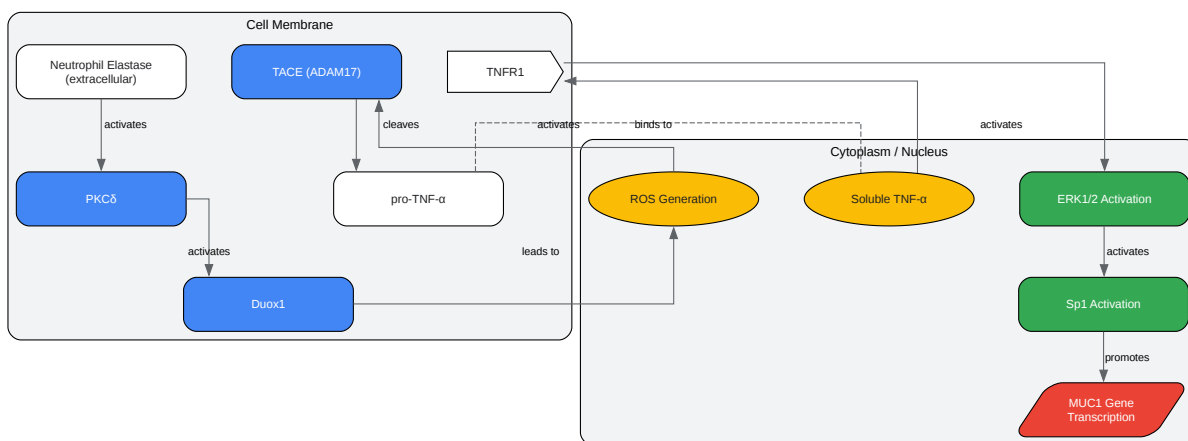 Cell Membrane
Neutrophil Elastase
(extracellular)
TACE (ADAM17)
TNFR1
activates
cleaves
activates
binds to
activates
Cytoplasm / Nucleus
PKCδ
pro-TNF-α
ROS Generation
Soluble TNF-α
ERK1/2 Activation
activates
leads to
activates
Duox1
Sp1 Activation
promotes
MUC1 Gene
Transcription